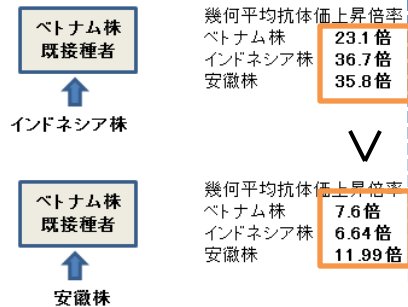 ベトナム株
既接種者
インドネシア株
幾何平均抗体価上昇倍率
ベトナム株 23.1倍
インドネシア株 36.7倍
安徽株 35.8倍
ベトナム株
既接種者
安徽株
幾何平均抗体価上昇倍率
ベトナム株 7.6倍
インドネシア株 6.64倍
安徽株 11.99倍